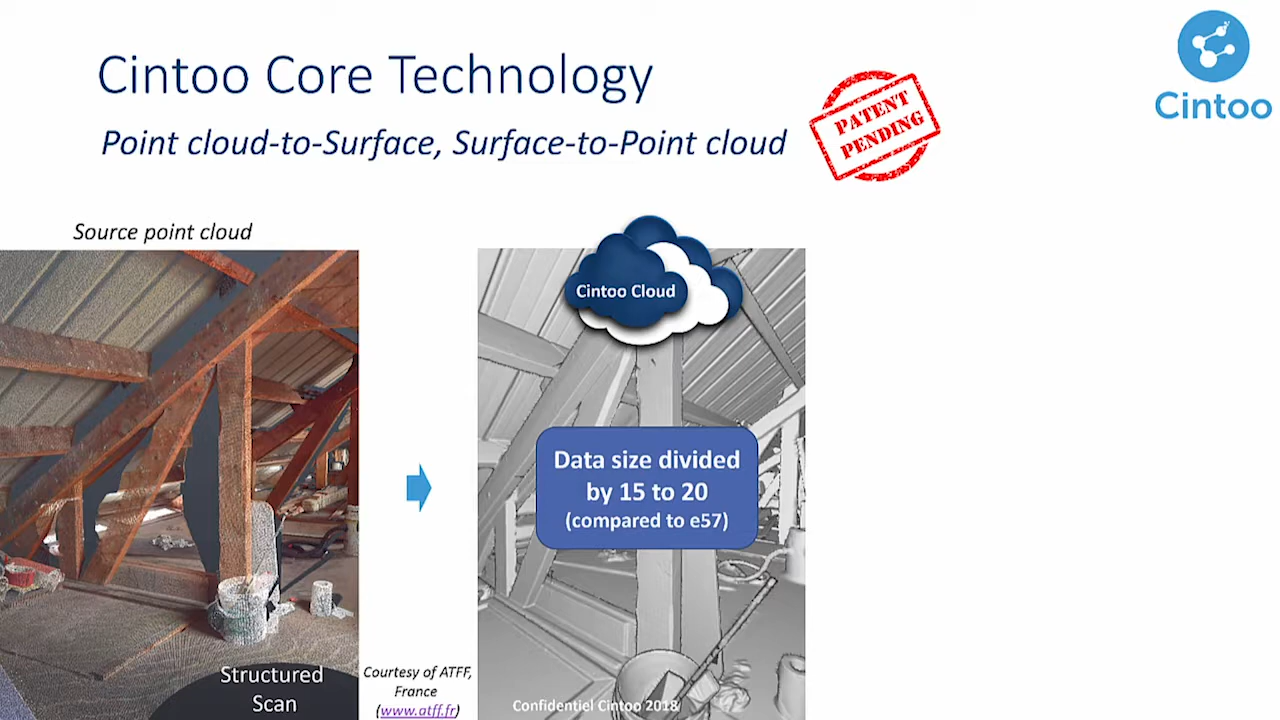 Cintoo Core Technology
Point cloud-to-Surface, Surface-to-Point cloud
PATENT
PENDING
Cintoo
Source point cloud
Cintoo Cloud
Data size divided
by 15 to 20
(compared to e57)
Structured
Scan
Courtesy of ATFF,
France
(www.atff.fr)
Confidentiel Cintoo 2018